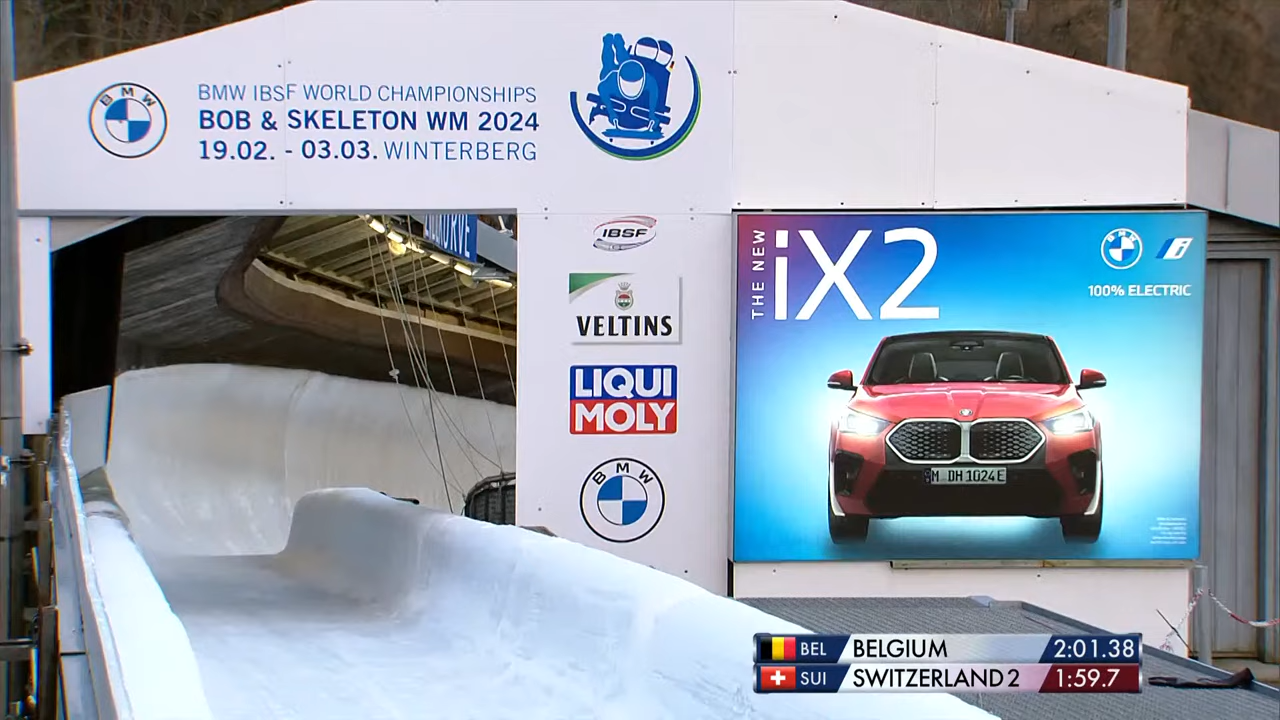 BMW
BMW IBSF WORLD CHAMPIONSHIPS
BOB & SKELETON WM 2024
19.02. - 03.03. WINTERBERG
IBSF
VELTINS
LIQUI
MOLY
BMW
THE NEW
iX2
BMW
i
100% ELECTRIC
M DH 1024E
BEL BELGIUM 2:01.38
SUI SWITZERLAND 2 1:59.7